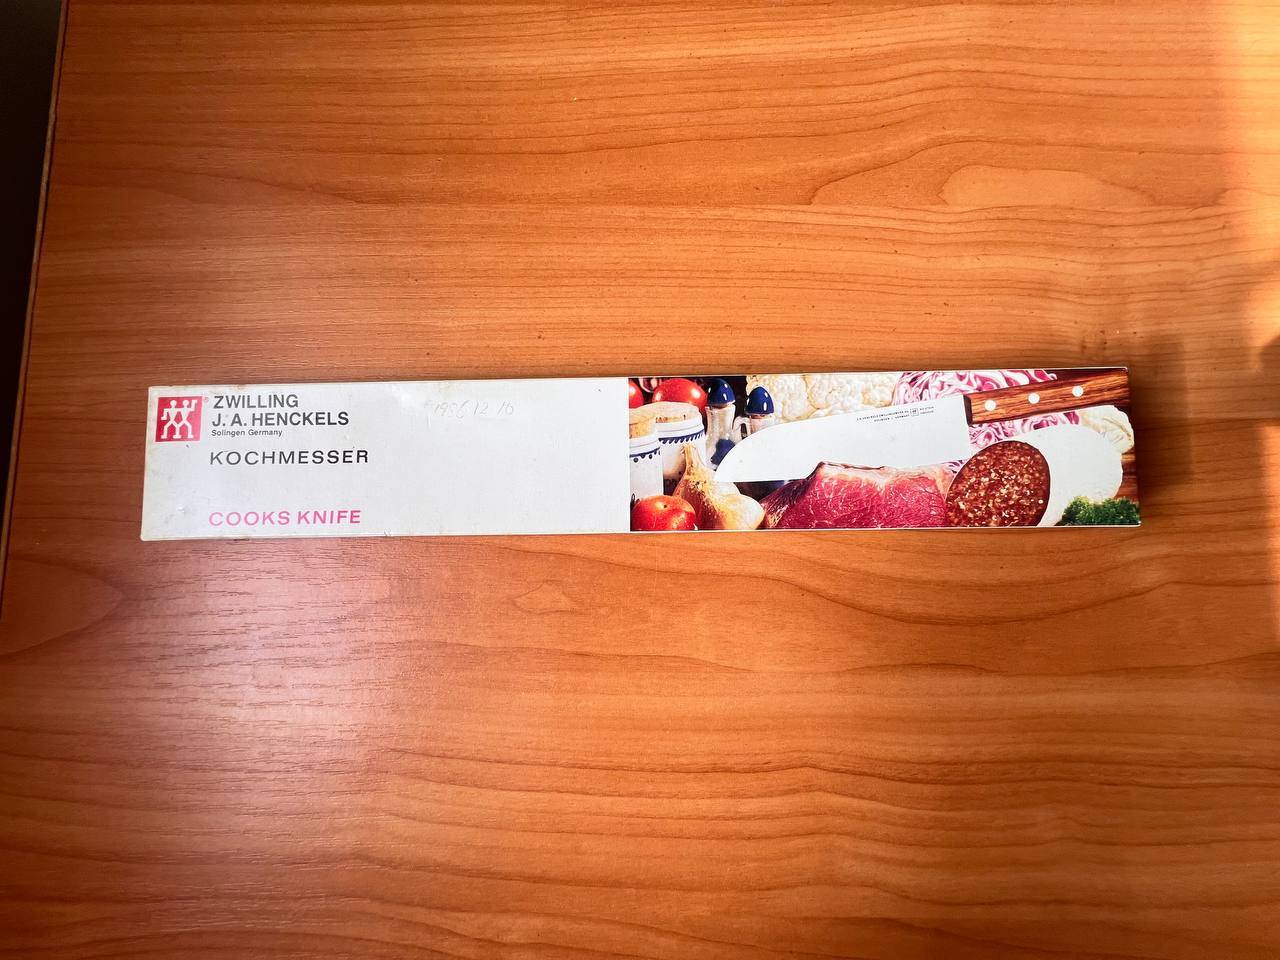 ZWILLING
J.A. HENCKELS
Solingen Germany
KOCHMESSER
COOKS KNIFE
1986 12 10